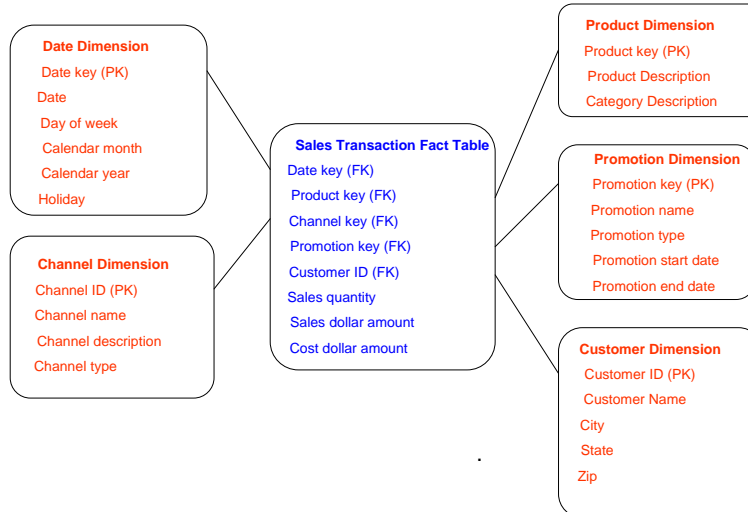 Date Dimension
Date key (PK)
Date
Day of week
Calendar month
Calendar year
Holiday
Channel Dimension
Channel ID (PK)
Channel name
Channel description
Channel type
Sales Transaction Fact Table
Date key (FK)
Product key (FK)
Channel key (FK)
Promotion key (FK)
Customer ID (FK)
Sales quantity
Sales dollar amount
Cost dollar amount
Product Dimension
Product key (PK)
Product Description
Category Description
Promotion Dimension
Promotion key (PK)
Promotion name
Promotion type
Promotion start date
Promotion end date
Customer Dimension
Customer ID (PK)
Customer Name
City
State
Zip
.